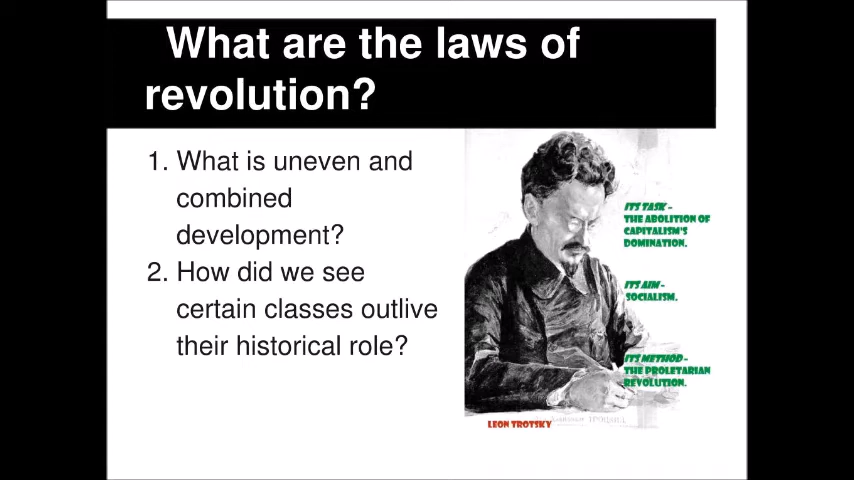 What are the laws of
revolution?
1. What is uneven and
combined
development?
2. How did we see
certain classes outlive
their historical role?
ITS TASK -
THE ABOLITION OF
CAPITALISM'S
DOMINATION.
ITS AIM -
SOCIALISM.
ITS METHOD -
THE PROLETARIAN
REVOLUTION.
LEON TROTSKY